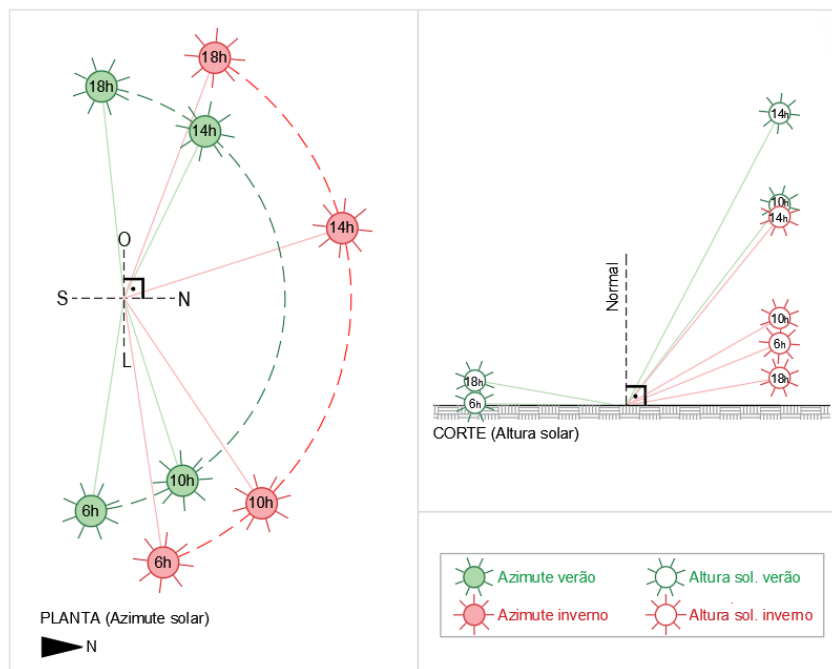 18h
18h
14h
14h
O
S
N
L
10h
10h
6h
6h
PLANTA (Azimute solar)
N
14h
10h
14h
Normal
10h
6h
18h
18h
6h
CORTE (Altura solar)
Azimute verão
Altura sol. verão
Azimute inverno
Altura sol. inverno